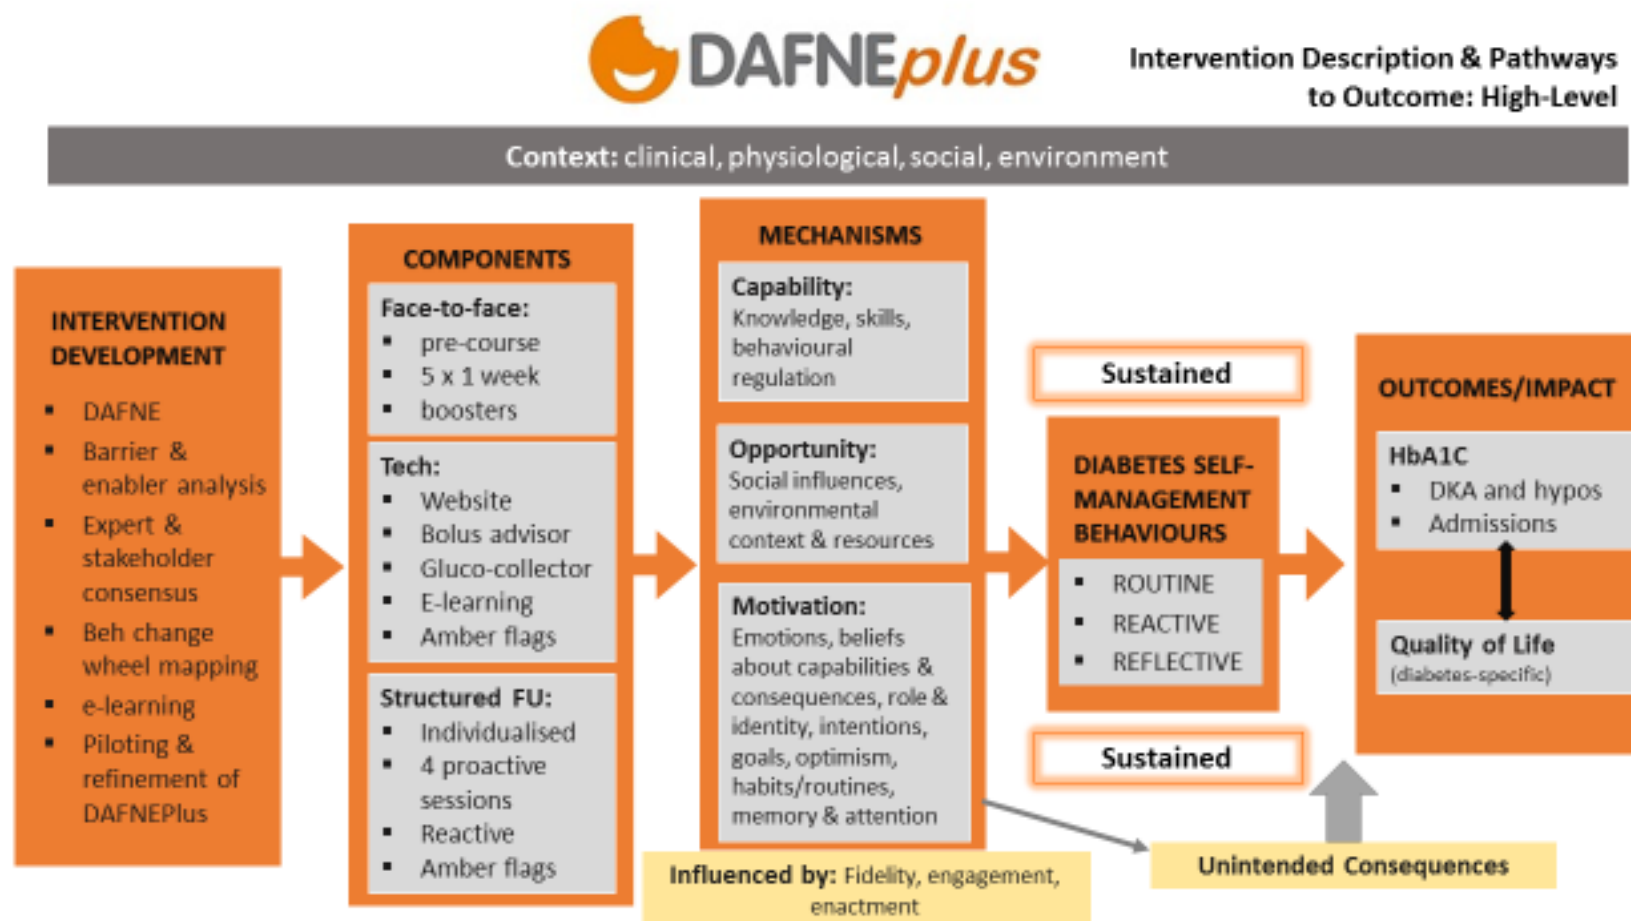 DAFNEplus
Intervention Description & Pathways
to Outcome: High-Level
Context: clinical, physiological, social, environment
INTERVENTION
DEVELOPMENT
▪ DAFNE
▪ Barrier &
enabler analysis
▪ Expert &
stakeholder
consensus
▪ Beh change
wheel mapping
▪ e-learning
▪ Piloting &
refinement of
DAFNEPlus
COMPONENTS
Face-to-face:
▪ pre-course
▪ 5 x 1 week
▪ boosters
Tech:
▪ Website
▪ Bolus advisor
▪ Gluco-collector
▪ E-learning
▪ Amber flags
Structured FU:
▪ Individualised
▪ 4 proactive
sessions
▪ Reactive
▪ Amber flags
MECHANISMS
Capability:
Knowledge, skills,
behavioural
regulation
Opportunity:
Social influences,
environmental
context & resources
Motivation:
Emotions, beliefs
about capabilities &
consequences, role &
identity, intentions,
goals, optimism,
habits/routines,
memory & attention
Influenced by: Fidelity, engagement,
enactment
Sustained
DIABETES SELF-
MANAGEMENT
BEHAVIOURS
▪ ROUTINE
▪ REACTIVE
▪ REFLECTIVE
Sustained
OUTCOMES/IMPACT
HbA1C
▪ DKA and hypos
▪ Admissions
Quality of Life
(diabetes-specific)
Unintended Consequences